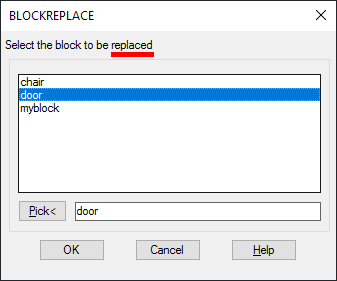 BLOCKREPLACE
Select the block to be replaced
chair
door
myblock
Pick< door
OK Cancel Help